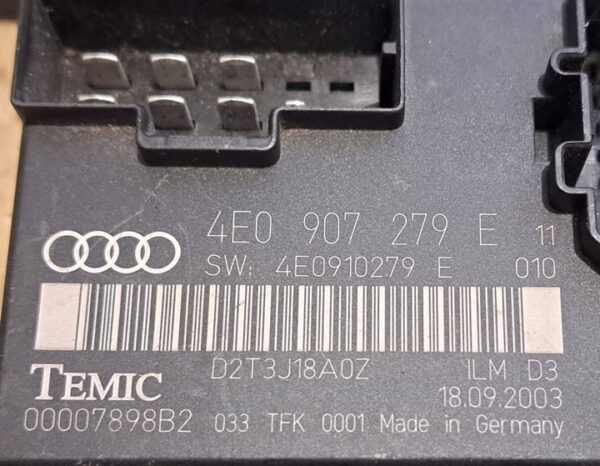 4E0 907 279 E 11
SW: 4E0910279 E 010
D2T3J18A0Z ILM D3
TEMIC 18.09.2003
00007898B2 033 TFK 0001 Made in Germany